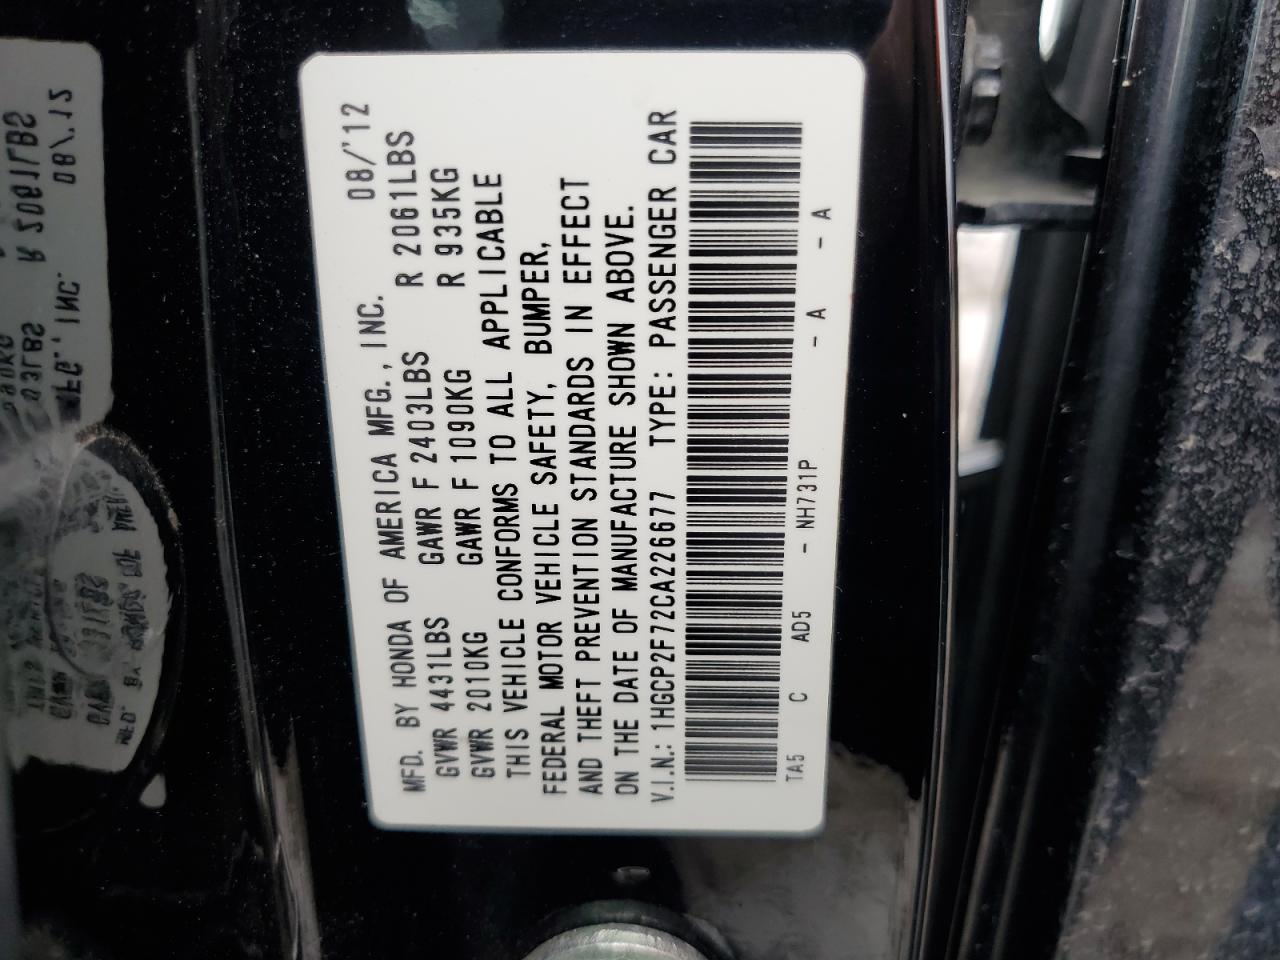 MFD. BY HONDA OF AMERICA MFG., INC. 08/'12
GVWR 4431LBS GAWR F 2403LBS R 2061LBS
GVWR 2010KG GAWR F 1090KG R 935KG
THIS VEHICLE CONFORMS TO ALL APPLICABLE
FEDERAL MOTOR VEHICLE SAFETY, BUMPER,
AND THEFT PREVENTION STANDARDS IN EFFECT
ON THE DATE OF MANUFACTURE SHOWN ABOVE.
V.I.N.: 1HGCP2F72CA226677 TYPE: PASSENGER CAR
TA5 C AD5 - NH731P - A - A